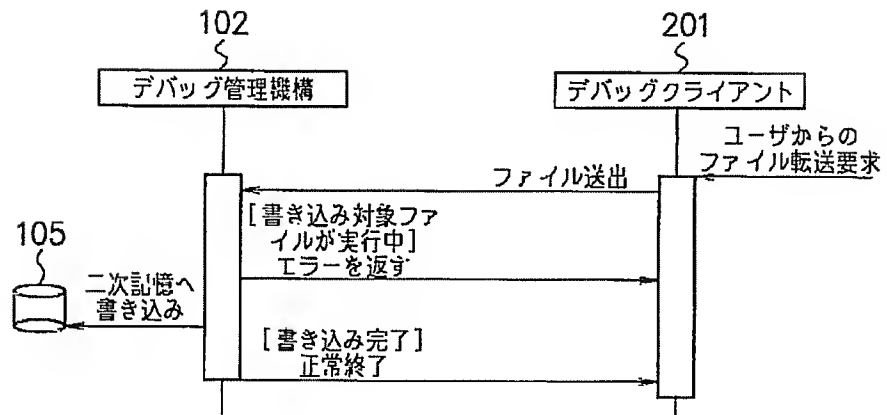 102
201
デバッグ管理機構
デバッグクライアント
ユーザからの
ファイル転送要求
ファイル送出
[書き込み対象ファ
イルが実行中]
エラーを返す
105
二次記憶へ
書き込み
[書き込み完了]
正常終了